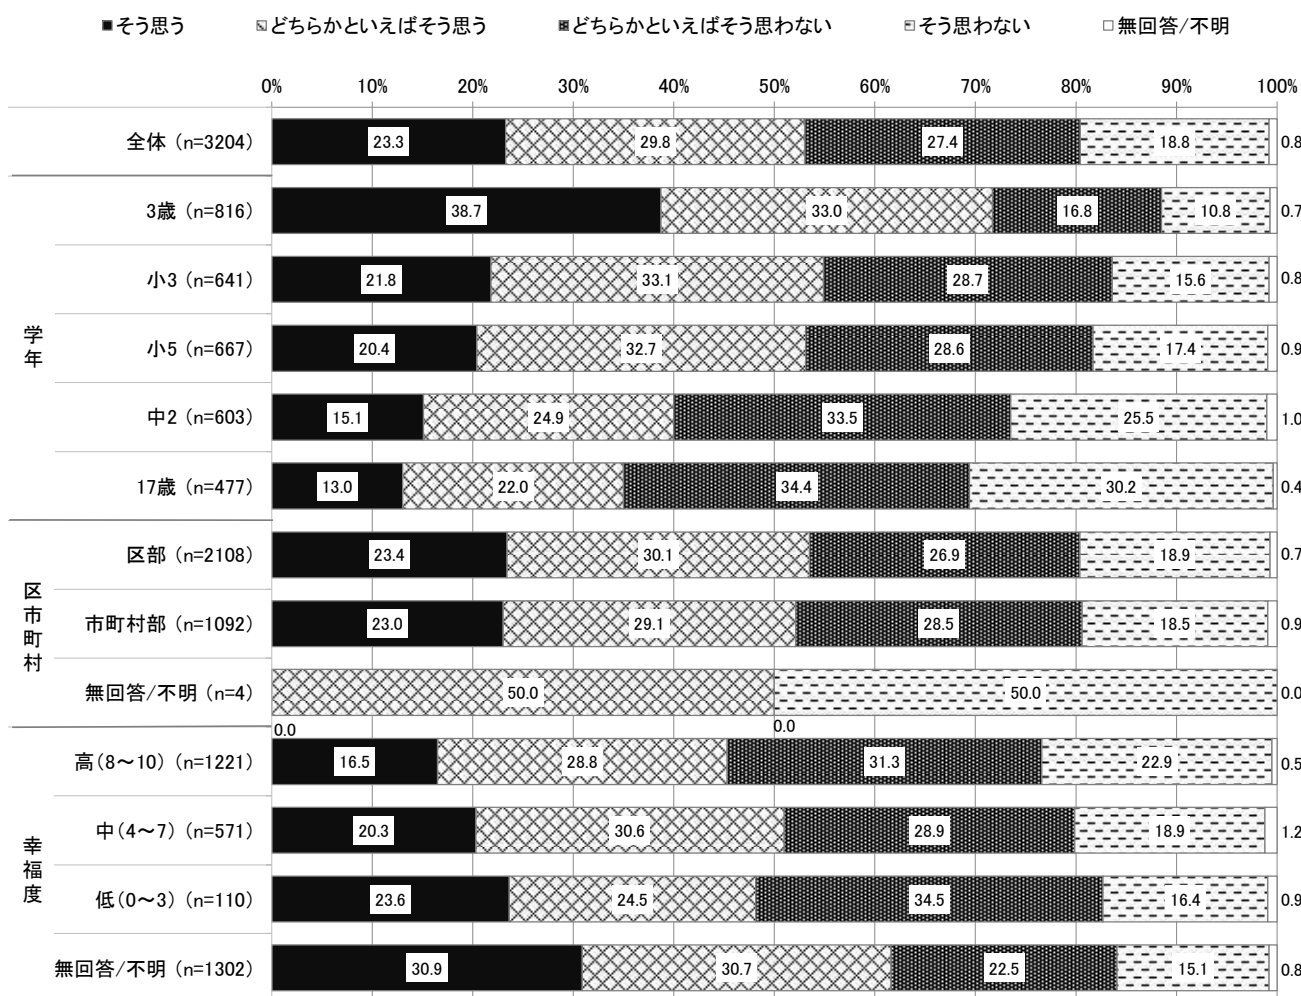 そう思う どちらかといえばそう思う どちらかといえばそう思わない そう思わない 無回答/不明
0% 10% 20% 30% 40% 50% 60% 70% 80% 90% 100%
全体 (n=3204) 23.3 29.8 27.4 18.8 0.8
学年
3歳 (n=816) 38.7 33.0 16.8 10.8 0.7
小3 (n=641) 21.8 33.1 28.7 15.6 0.8
小5 (n=667) 20.4 32.7 28.6 17.4 0.9
中2 (n=603) 15.1 24.9 33.5 25.5 1.0
17歳 (n=477) 13.0 22.0 34.4 30.2 0.4
区市町村
区部 (n=2108) 23.4 30.1 26.9 18.9 0.7
市町村部 (n=1092) 23.0 29.1 28.5 18.5 0.9
無回答/不明 (n=4) 50.0 50.0 0.0
0.0 0.0
幸福度
高(8～10) (n=1221) 16.5 28.8 31.3 22.9 0.5
中(4～7) (n=571) 20.3 30.6 28.9 18.9 1.2
低(0～3) (n=110) 23.6 24.5 34.5 16.4 0.9
無回答/不明 (n=1302) 30.9 30.7 22.5 15.1 0.8